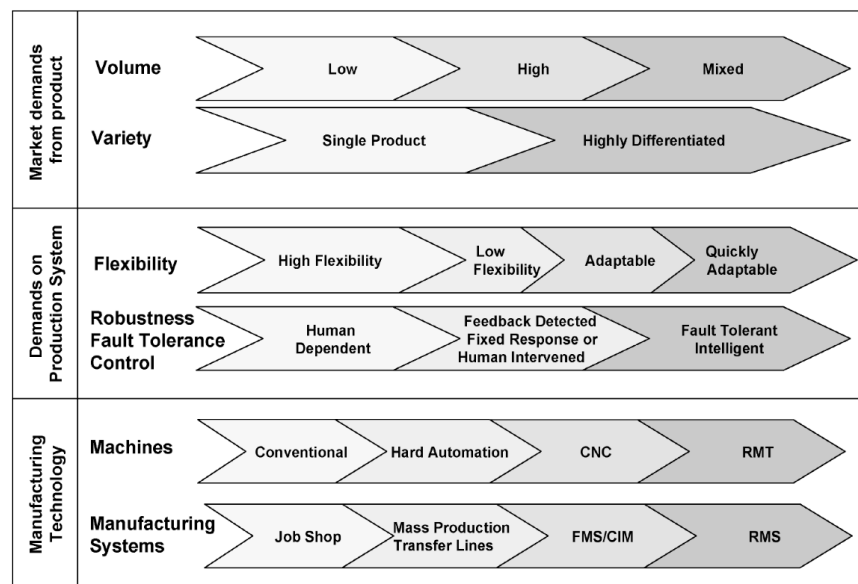 Market demands
from product
Volume
Low
High
Mixed
Variety
Single Product
Highly Differentiated
Demands on
Production System
Flexibility
High Flexibility
Low
Flexibility
Adaptable
Quickly
Adaptable
Robustness
Fault Tolerance
Control
Human
Dependent
Feedback Detected
Fixed Response or
Human Intervened
Fault Tolerant
Intelligent
Manufacturing
Technology
Machines
Conventional
Hard Automation
CNC
RMT
Manufacturing
Systems
Job Shop
Mass Production
Transfer Lines
FMS/CIM
RMS